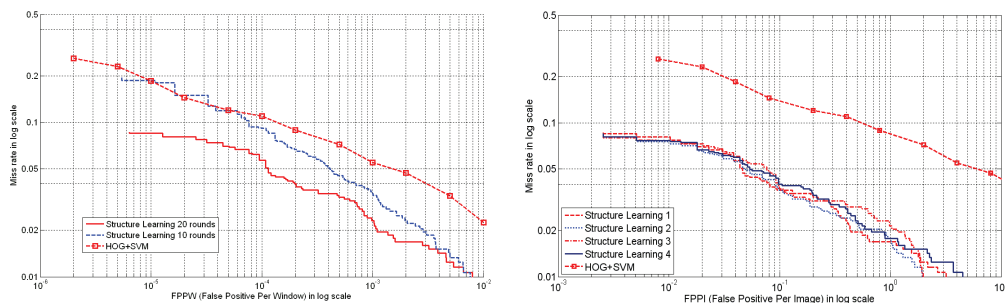 0.5
0.2
0.1
0.05
0.02
0.01
Miss rate in log scale
Structure Learning 20 rounds
Structure Learning 10 rounds
HOG+SVM
10^-6
10^-5
10^-4
10^-3
10^-2
FPPW (False Positive Per Window) in log scale
0.5
0.2
0.1
0.05
0.02
0.01
Miss rate in log scale
Structure Learning 1
Structure Learning 2
Structure Learning 3
Structure Learning 4
HOG+SVM
10^-3
10^-2
10^-1
10^0
FPPI (False Positive Per Image) in log scale